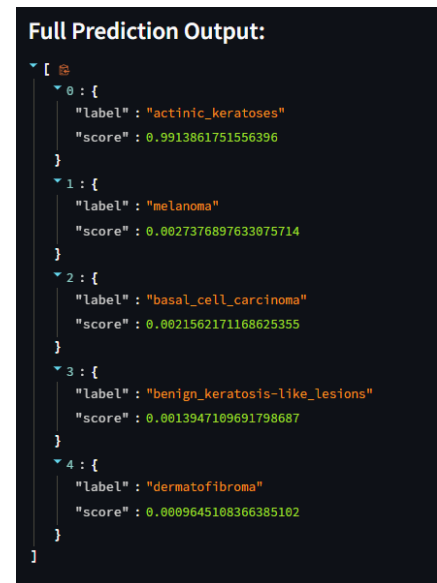 Full Prediction Output:
[
0 : {
"label" : "actinic_keratoses"
"score" : 0.9913861751556396
}
1 : {
"label" : "melanoma"
"score" : 0.0027376897633075714
}
2 : {
"label" : "basal_cell_carcinoma"
"score" : 0.0021562171168625355
}
3 : {
"label" : "benign_keratosis-like_lesions"
"score" : 0.0013947109691798687
}
4 : {
"label" : "dermatofibroma"
"score" : 0.0009645108366385102
}
]